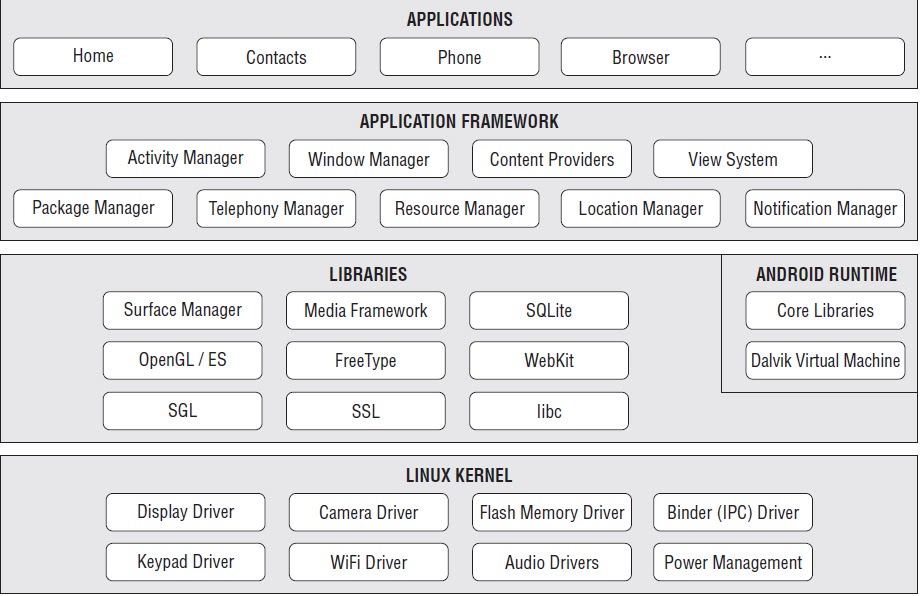 APPLICATIONS
Home
Contacts
Phone
Browser
...
APPLICATION FRAMEWORK
Activity Manager
Window Manager
Content Providers
View System
Package Manager
Telephony Manager
Resource Manager
Location Manager
Notification Manager
LIBRARIES
Surface Manager
Media Framework
SQLite
OpenGL / ES
FreeType
WebKit
SGL
SSL
libc
ANDROID RUNTIME
Core Libraries
Dalvik Virtual Machine
LINUX KERNEL
Display Driver
Camera Driver
Flash Memory Driver
Binder (IPC) Driver
Keypad Driver
WiFi Driver
Audio Drivers
Power Management